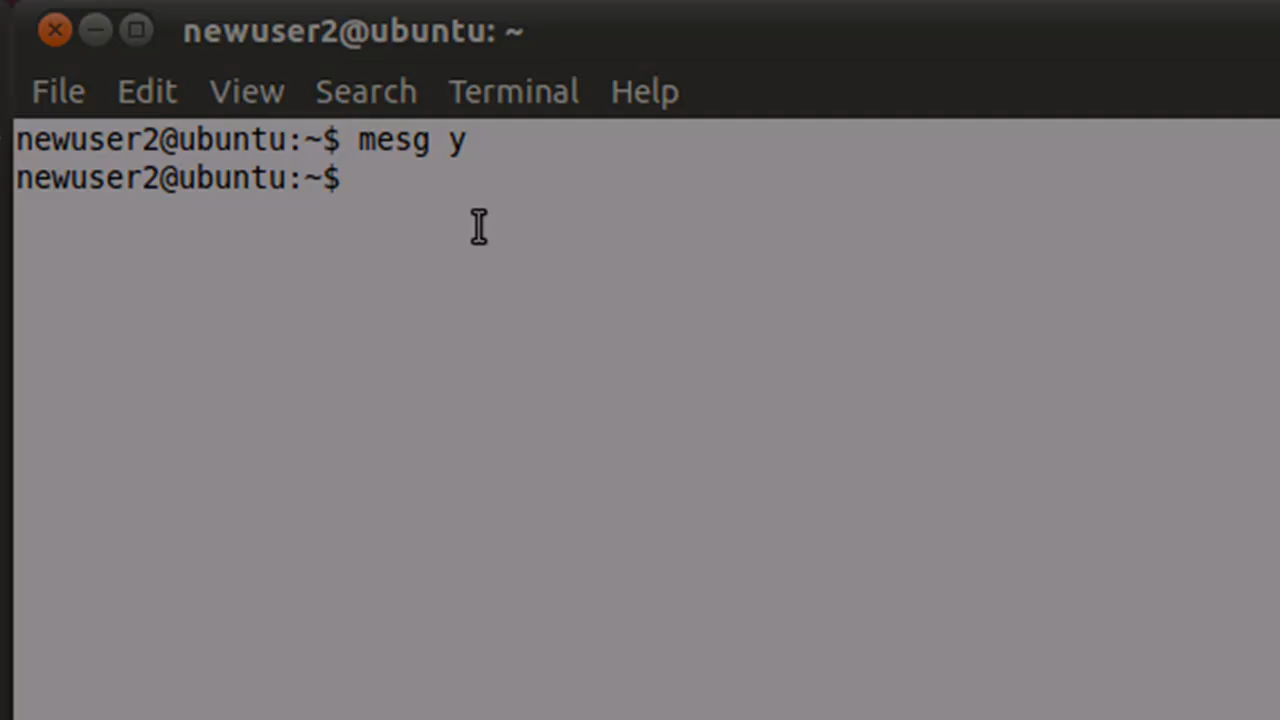 newuser2@ubuntu: ~
File Edit View Search Terminal Help
newuser2@ubuntu:~$ mesg y
newuser2@ubuntu:~$